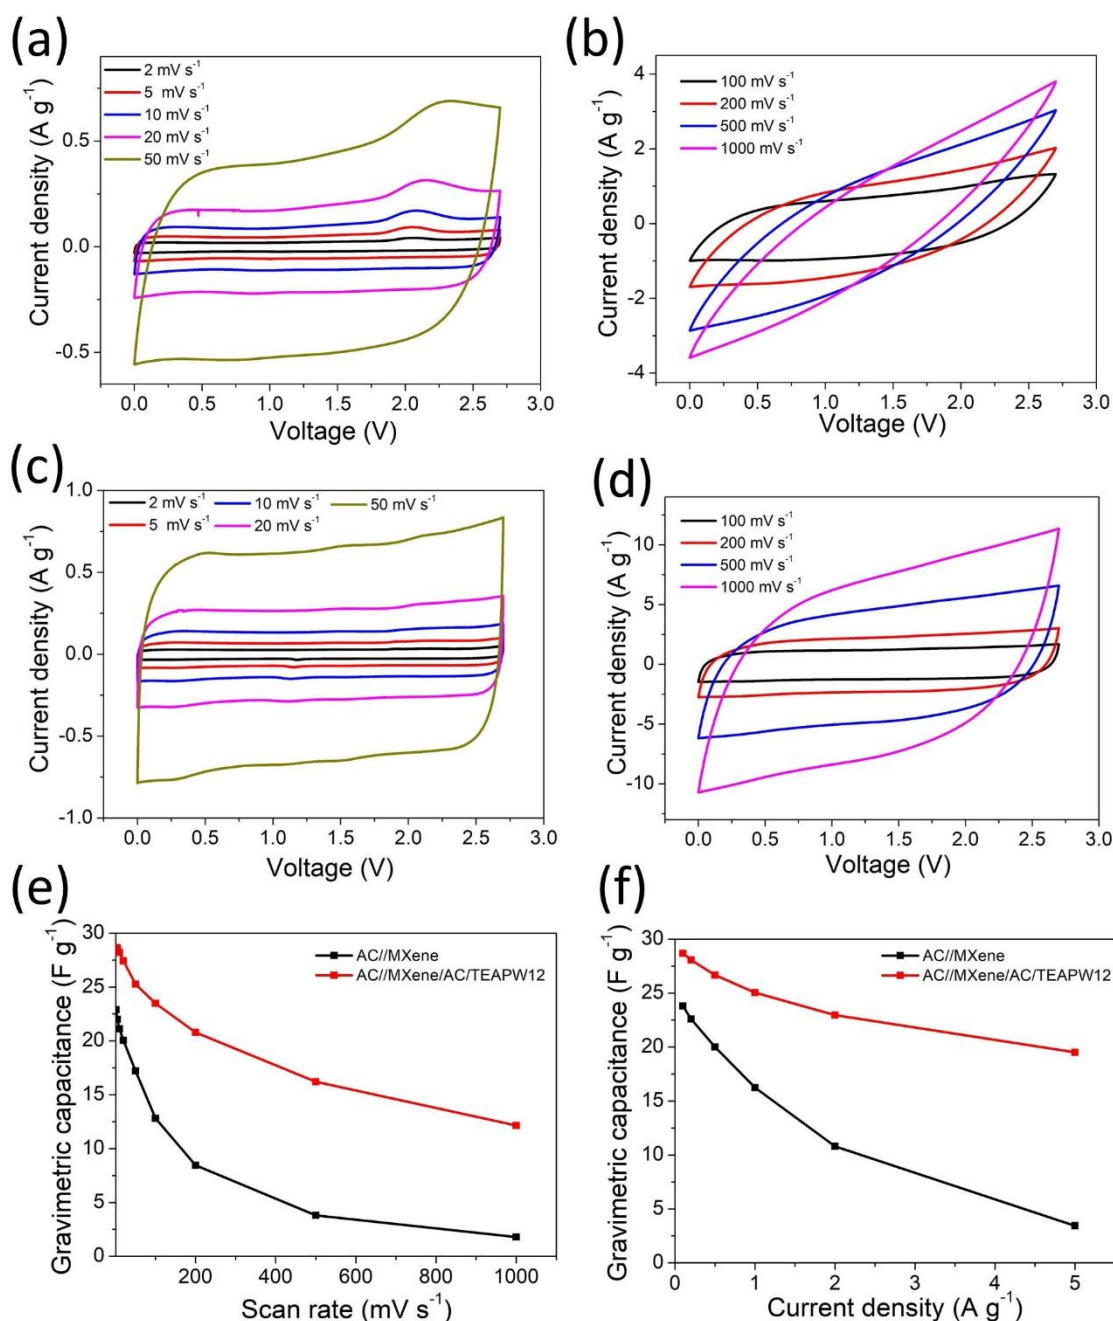 (a)
2 mV s⁻¹
5 mV s⁻¹
10 mV s⁻¹
20 mV s⁻¹
50 mV s⁻¹
0.5
0.0
-0.5
Current density (A g⁻¹)
0.0 0.5 1.0 1.5 2.0 2.5 3.0
Voltage (V)
(b)
100 mV s⁻¹
200 mV s⁻¹
500 mV s⁻¹
1000 mV s⁻¹
4
2
0
-2
-4
Current density (A g⁻¹)
0.0 0.5 1.0 1.5 2.0 2.5 3.0
Voltage (V)
(c)
2 mV s⁻¹ 10 mV s⁻¹ 50 mV s⁻¹
5 mV s⁻¹ 20 mV s⁻¹
1.0
0.5
0.0
-0.5
-1.0
Current density (A g⁻¹)
0.0 0.5 1.0 1.5 2.0 2.5 3.0
Voltage (V)
(d)
100 mV s⁻¹
200 mV s⁻¹
500 mV s⁻¹
1000 mV s⁻¹
10
5
0
-5
-10
Current density (A g⁻¹)
0.0 0.5 1.0 1.5 2.0 2.5 3.0
Voltage (V)
(e)
AC//MXene
AC//MXene/AC/TEAPW12
30
25
20
15
10
5
0
Gravimetric capacitance (F g⁻¹)
200 400 600 800 1000
Scan rate (mV s⁻¹)
(f)
AC//MXene
AC//MXene/AC/TEAPW12
30
25
20
15
10
5
0
Gravimetric capacitance (F g⁻¹)
0 1 2 3 4 5
Current density (A g⁻¹)